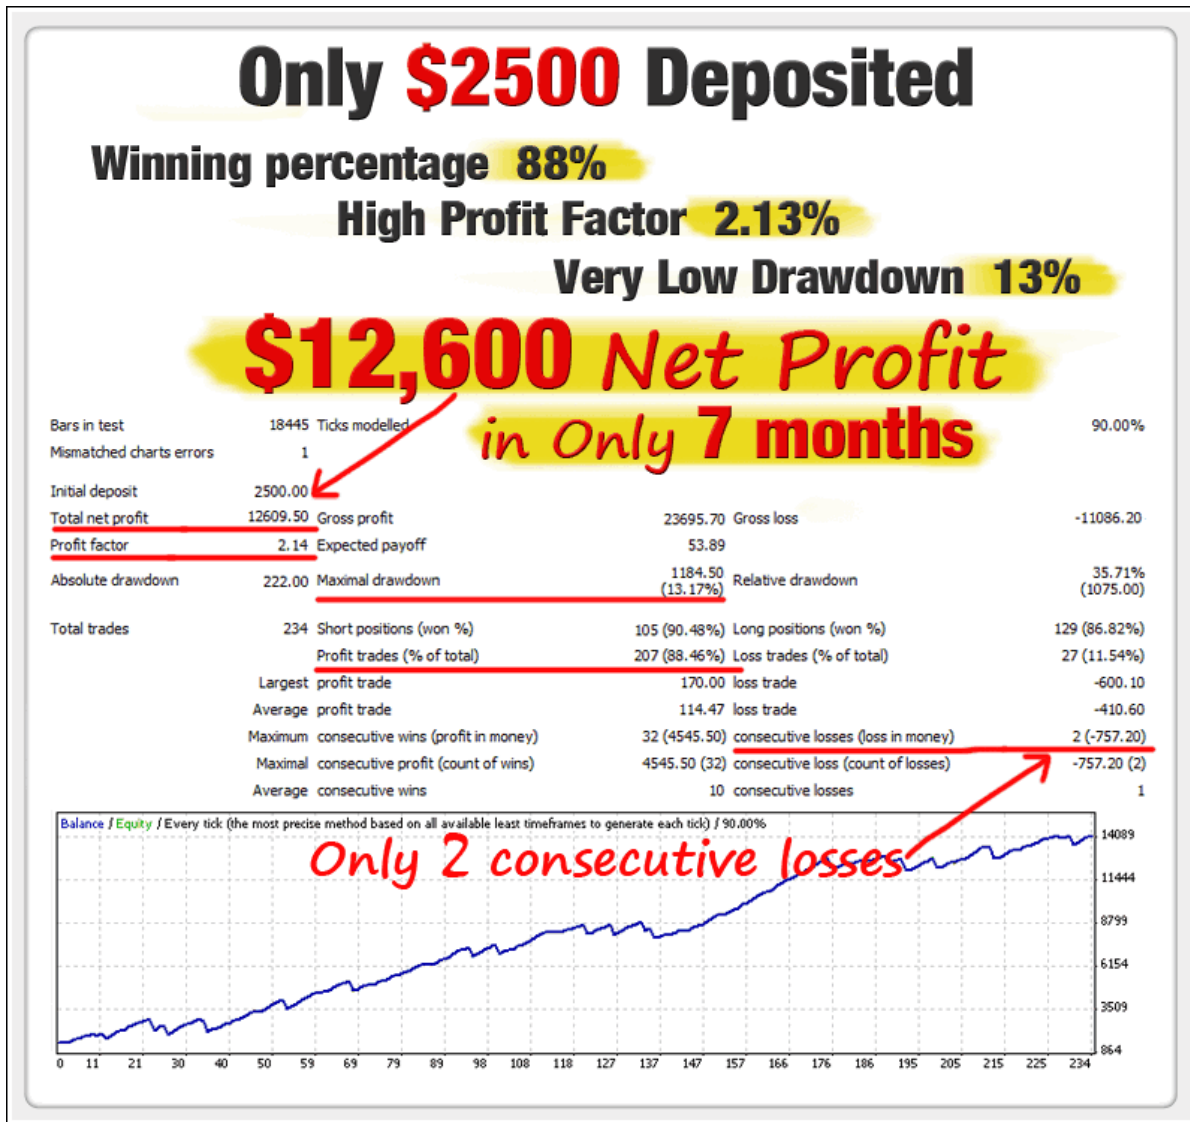 Only $2500 Deposited
Winning percentage 88%
High Profit Factor 2.13%
Very Low Drawdown 13%
$12,600 Net Profit
in Only 7 months
Bars in test 18445 Ticks modelled 90.00%
Mismatched charts errors 1
Initial deposit 2500.00
Total net profit 12609.50 Gross profit 23695.70 Gross loss -11086.20
Profit factor 2.14 Expected payoff 53.89
Absolute drawdown 222.00 Maximal drawdown 1184.50 (13.17%) Relative drawdown 35.71% (1075.00)
Total trades 234 Short positions (won %) 105 (90.48%) Long positions (won %) 129 (86.82%)
Profit trades (% of total) 207 (88.46%) Loss trades (% of total) 27 (11.54%)
Largest profit trade 170.00 loss trade -600.10
Average profit trade 114.47 loss trade -410.60
Maximum consecutive wins (profit in money) 32 (4545.50) consecutive losses (loss in money) 2 (-757.20)
Maximal consecutive profit (count of wins) 4545.50 (32) consecutive loss (count of losses) -757.20 (2)
Average consecutive wins 10 consecutive losses 1
Balance / Equity / Every tick (the most precise method based on all available least timeframes to generate each tick) / 90.00%
Only 2 consecutive losses
14089
11444
8799
6154
3509
864
0 11 21 30 40 50 59 69 79 89 98 108 118 127 137 147 157 166 176 186 195 205 215 225 234